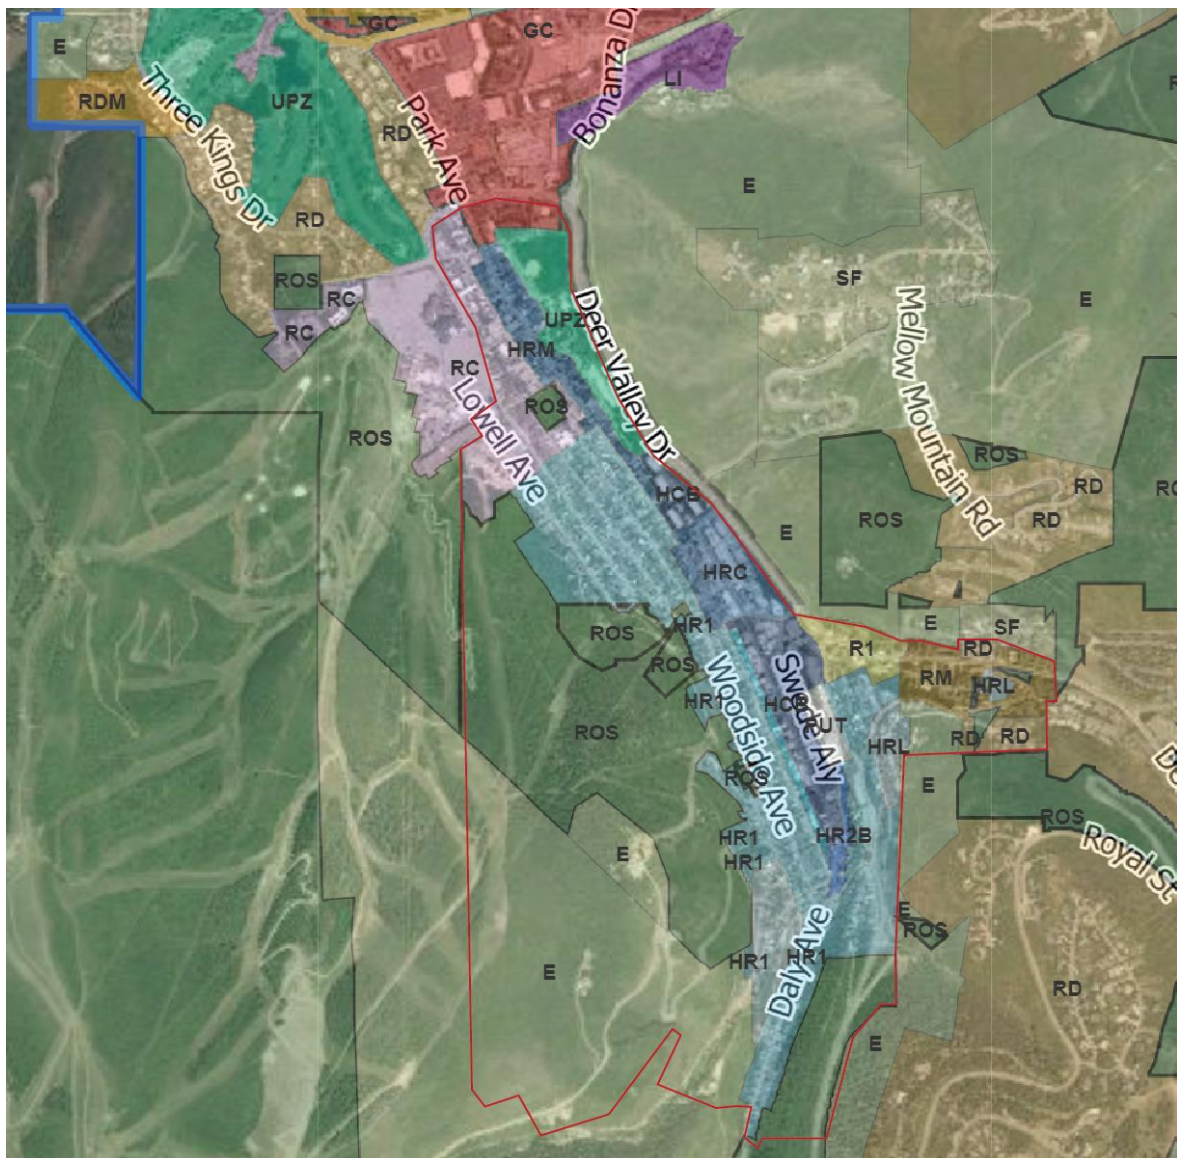 GC
GC
E
LI
RDM
UPZ
Bonanza D
Three Kings Dr
Park Ave
RD
R
E
RD
ROS
RC
RC
SF
E
UPZ
HRM
Deer Valley Dr
Mellow Mountain Rd
RC
Lowell Ave
ROS
ROS
ROS
RD
RD
ROS
HCB
E
HRC
ROS
HR1
E
SF
R1
RD
ROS
RM
HRL
HR1
Woodside Ave
Swede Aly
PUT
ROS
HRL
RD
RD
ROS
E
ROS
HR1
HR2B
Royal St
E
HR1
E
ROS
E
HR1
HR1
Daly Ave
RD
E